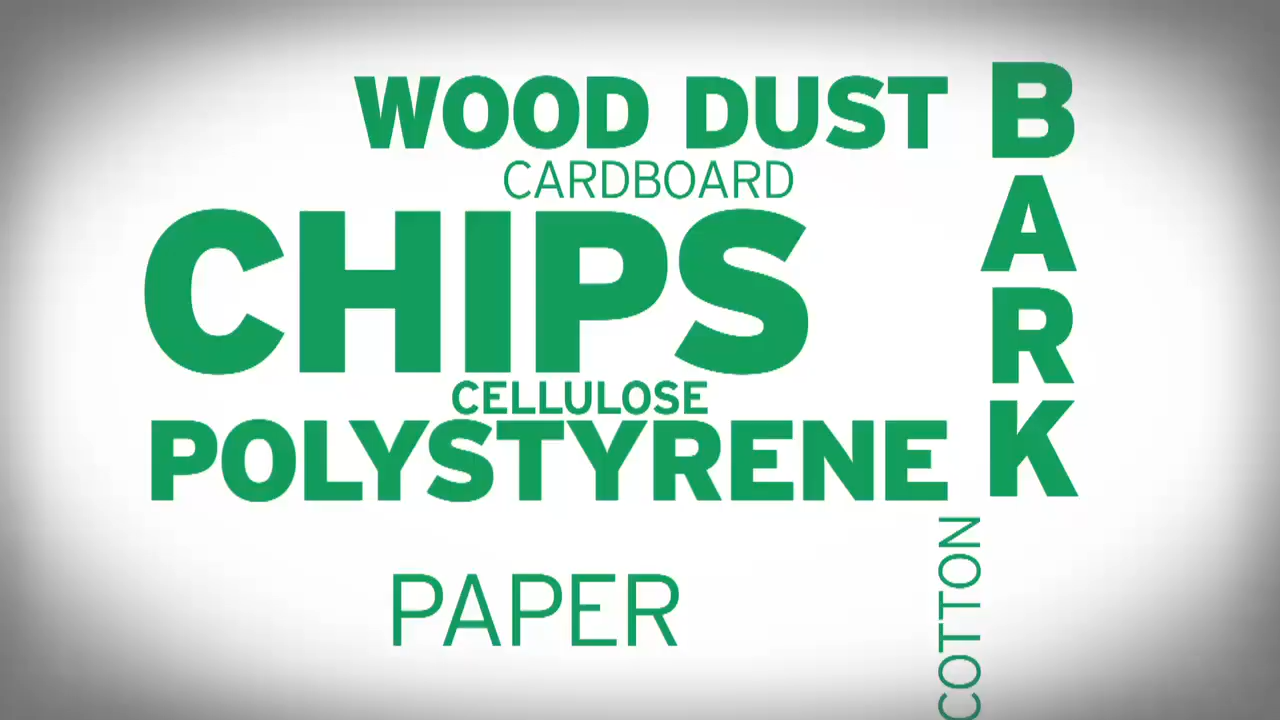 WOOD DUST
CARDBOARD
CHIPS
CELLULOSE
POLYSTYRENE
BARK
PAPER
COTTON